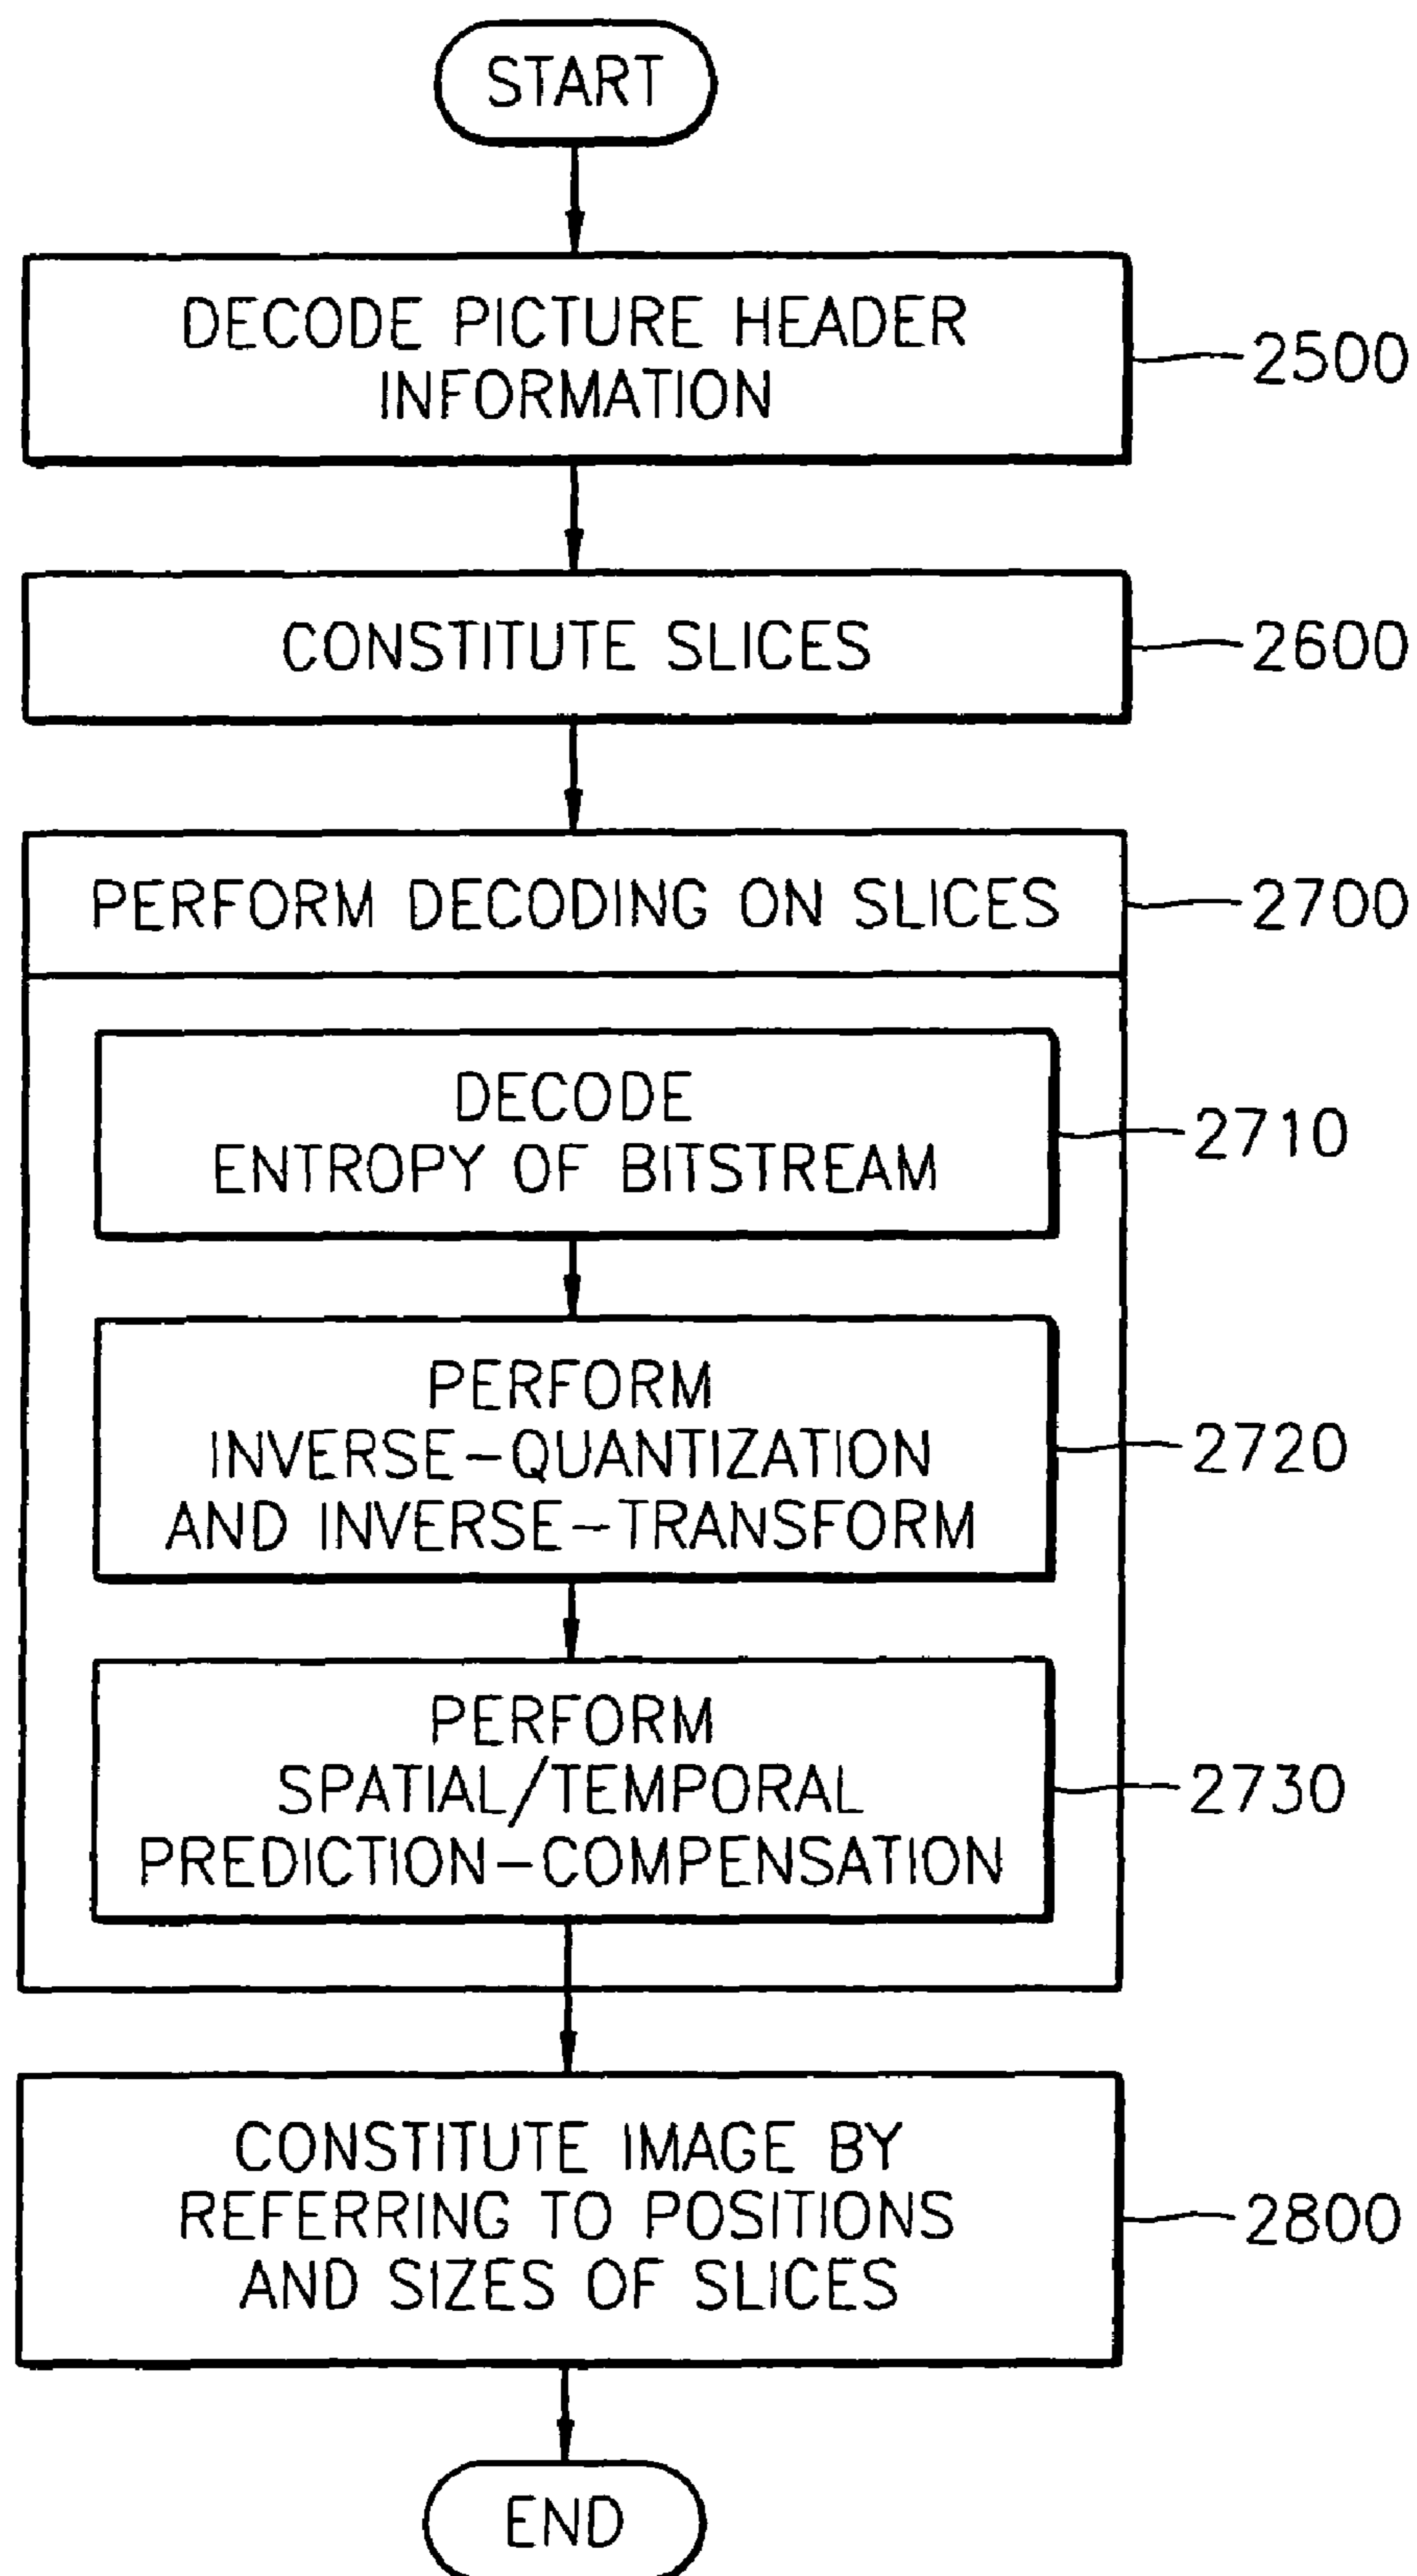 START
DECODE PICTURE HEADER
INFORMATION
2500
CONSTITUTE SLICES
2600
PERFORM DECODING ON SLICES
2700
DECODE
ENTROPY OF BITSTREAM
2710
PERFORM
INVERSE-QUANTIZATION
AND INVERSE-TRANSFORM
2720
PERFORM
SPATIAL/TEMPORAL
PREDICTION-COMPENSATION
2730
CONSTITUTE IMAGE BY
REFERRING TO POSITIONS
AND SIZES OF SLICES
2800
END